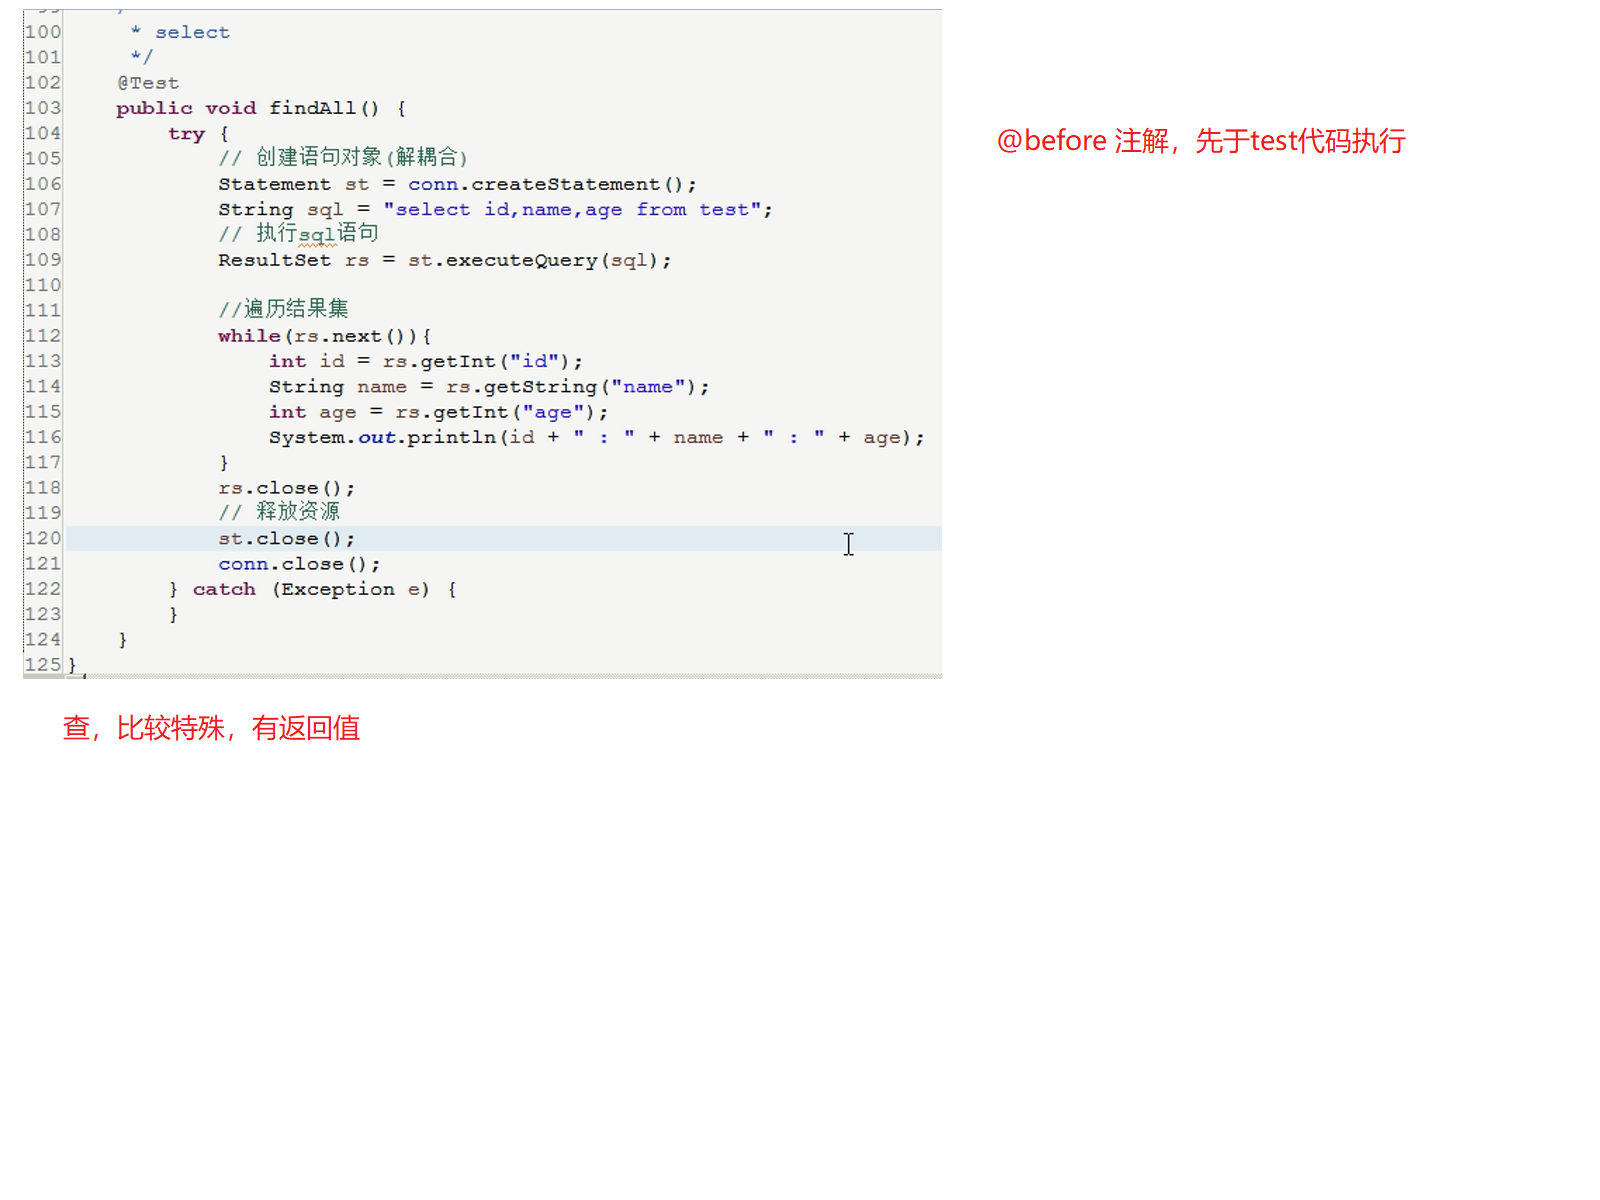 100 * select
101 */
102 @Test
103 public void findAll() {
104 try {
105 // 创建语句对象(解耦合)
106 Statement st = conn.createStatement();
107 String sql = "select id,name,age from test";
108 // 执行sql语句
109 ResultSet rs = st.executeQuery(sql);
110
111 //遍历结果集
112 while(rs.next()){
113 int id = rs.getInt("id");
114 String name = rs.getString("name");
115 int age = rs.getInt("age");
116 System.out.println(id + " : " + name + " : " + age);
117 }
118 rs.close();
119 // 释放资源
120 st.close();
121 conn.close();
122 } catch (Exception e) {
123 }
124 }
125 }
@before 注解，先于test代码执行
查，比较特殊，有返回值